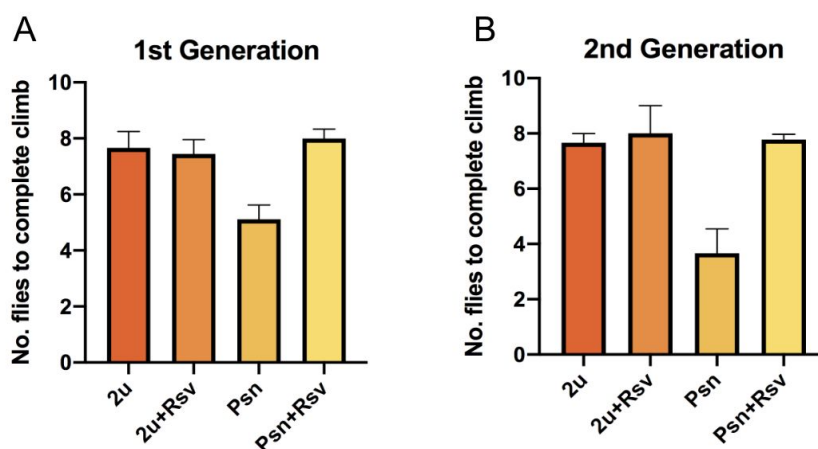 A
1st Generation
No. flies to complete climb
10
8
6
4
2
0
2u
2u+Rsv
Psn
Psn+Rsv
B
2nd Generation
No. flies to complete climb
10
8
6
4
2
0
2u
2u+Rsv
Psn
Psn+Rsv